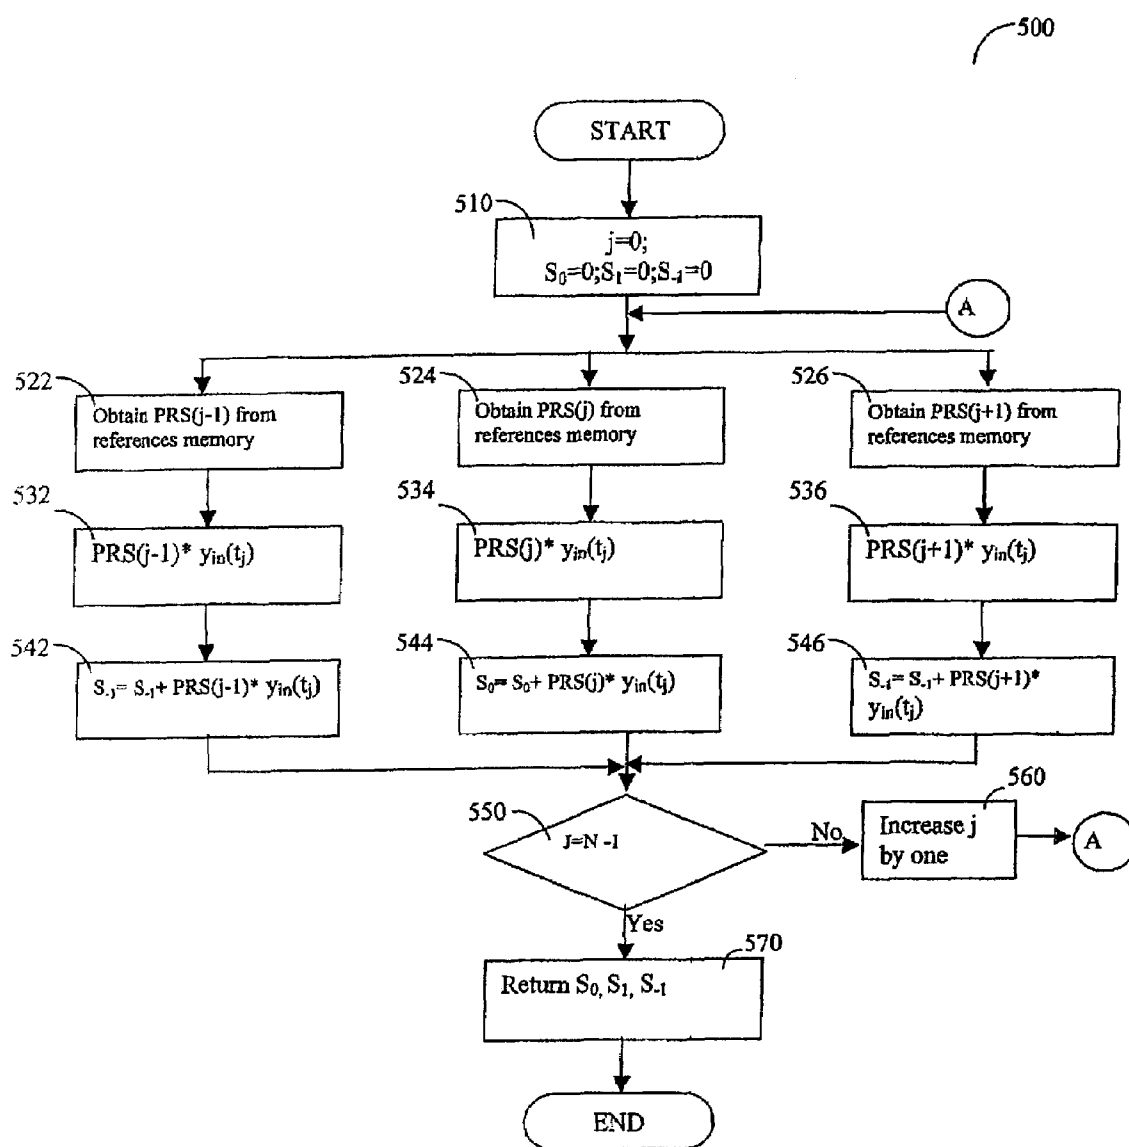 500
START
510
j=0;
S₀=0;S₁=0;S₋₁=0
A
522
Obtain PRS(j-1) from
references memory
524
Obtain PRS(j) from
references memory
526
Obtain PRS(j+1) from
references memory
532
PRS(j-1)* yᵢₙ(tⱼ)
534
PRS(j)* yᵢₙ(tⱼ)
536
PRS(j+1)* yᵢₙ(tⱼ)
542
S₋₁= S₋₁+ PRS(j-1)* yᵢₙ(tⱼ)
544
S₀= S₀+ PRS(j)* yᵢₙ(tⱼ)
546
S₋₁= S₋₁+ PRS(j+1)*
yᵢₙ(tⱼ)
550
J=N -1
No
560
Increase j
by one
A
Yes
570
Return S₀, S₁, S₋₁
END